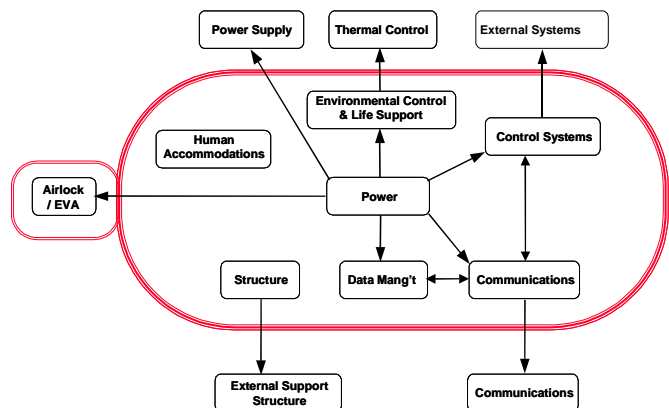 Power Supply
Thermal Control
External Systems
Environmental Control
& Life Support
Control Systems
Human
Accommodations
Airlock
/ EVA
Power
Structure
Data Mang't
Communications
External Support
Structure
Communications